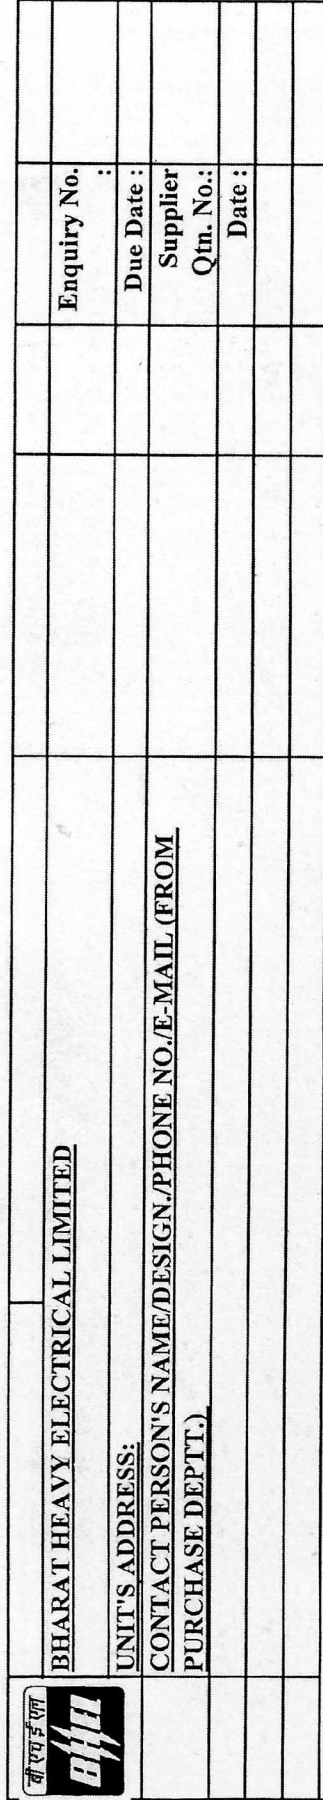 बी एच ई एल
BHEL
BHARAT HEAVY ELECTRICAL LIMITED
Enquiry No.
:
UNIT'S ADDRESS:
Due Date :
CONTACT PERSON'S NAME/DESIGN./PHONE NO./E-MAIL (FROM
Supplier
PURCHASE DEPTT.)
Qtn. No.:
Date :